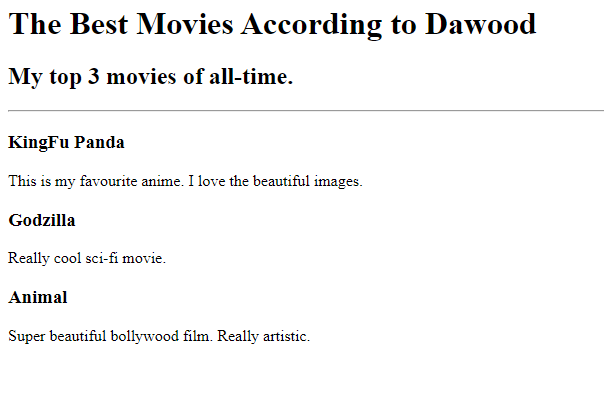 The Best Movies According to Dawood
My top 3 movies of all-time.
KingFu Panda
This is my favourite anime. I love the beautiful images.
Godzilla
Really cool sci-fi movie.
Animal
Super beautiful bollywood film. Really artistic.